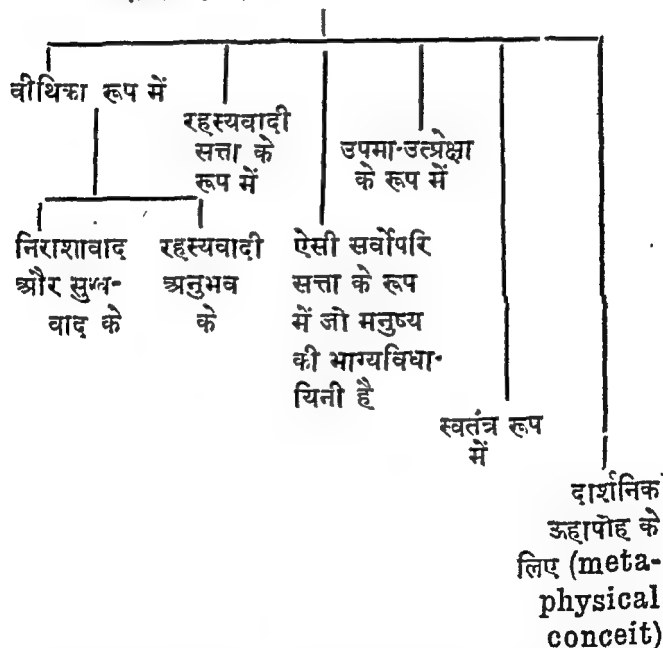 वीथिका रूप में
रहस्यवादी
सत्ता के
रूप में
उपमा-उत्प्रेक्षा
के रूप में
निराशावाद
और सुख-
वाद के
रहस्यवादी
अनुभव
के
ऐसी सर्वोपरि
सत्ता के रूप
में जो मनुष्य
की भाग्यविधा-
यिनी है
स्वतंत्र रूप
में
दार्शनिक
ऊहापोह के
लिए (meta-
physical
conceit)